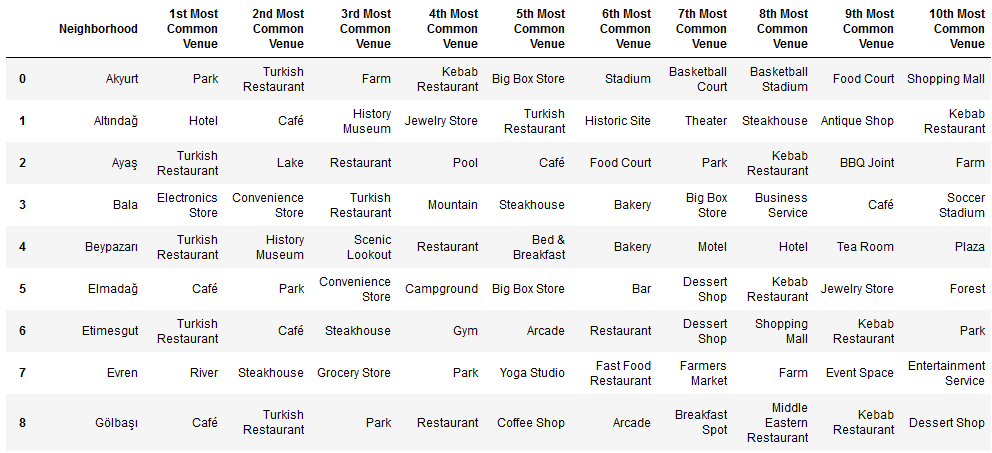 Neighborhood 1st Most Common Venue 2nd Most Common Venue 3rd Most Common Venue 4th Most Common Venue 5th Most Common Venue 6th Most Common Venue 7th Most Common Venue 8th Most Common Venue 9th Most Common Venue 10th Most Common Venue
0 Akyurt Park Turkish Restaurant Farm Kebab Restaurant Big Box Store Stadium Basketball Court Basketball Stadium Food Court Shopping Mall
1 Altındağ Hotel Café History Museum Jewelry Store Turkish Restaurant Historic Site Theater Steakhouse Antique Shop Kebab Restaurant
2 Ayaş Turkish Restaurant Lake Restaurant Pool Café Food Court Park Kebab Restaurant BBQ Joint Farm
3 Bala Electronics Store Convenience Store Turkish Restaurant Mountain Steakhouse Bakery Big Box Store Business Service Café Soccer Stadium
4 Beypazarı Turkish Restaurant History Museum Scenic Lookout Restaurant Bed & Breakfast Bakery Motel Hotel Tea Room Plaza
5 Elmadağ Café Park Convenience Store Campground Big Box Store Bar Dessert Shop Kebab Restaurant Jewelry Store Forest
6 Etimesgut Turkish Restaurant Café Steakhouse Gym Arcade Restaurant Dessert Shop Shopping Mall Kebab Restaurant Park
7 Evren River Steakhouse Grocery Store Park Yoga Studio Fast Food Restaurant Farmers Market Farm Event Space Entertainment Service
8 Gölbaşı Café Turkish Restaurant Park Restaurant Coffee Shop Arcade Breakfast Spot Middle Eastern Restaurant Kebab Restaurant Dessert Shop